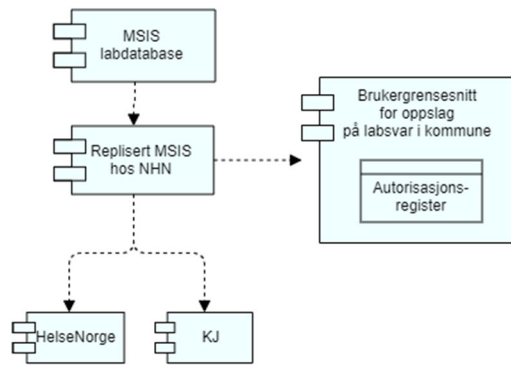 MSIS
labdatabase
Replisert MSIS
hos NHN
Brukergrensesnitt
for oppslag
på labsvar i kommune
Autorisasjons-
register
HelseNorge
KJ